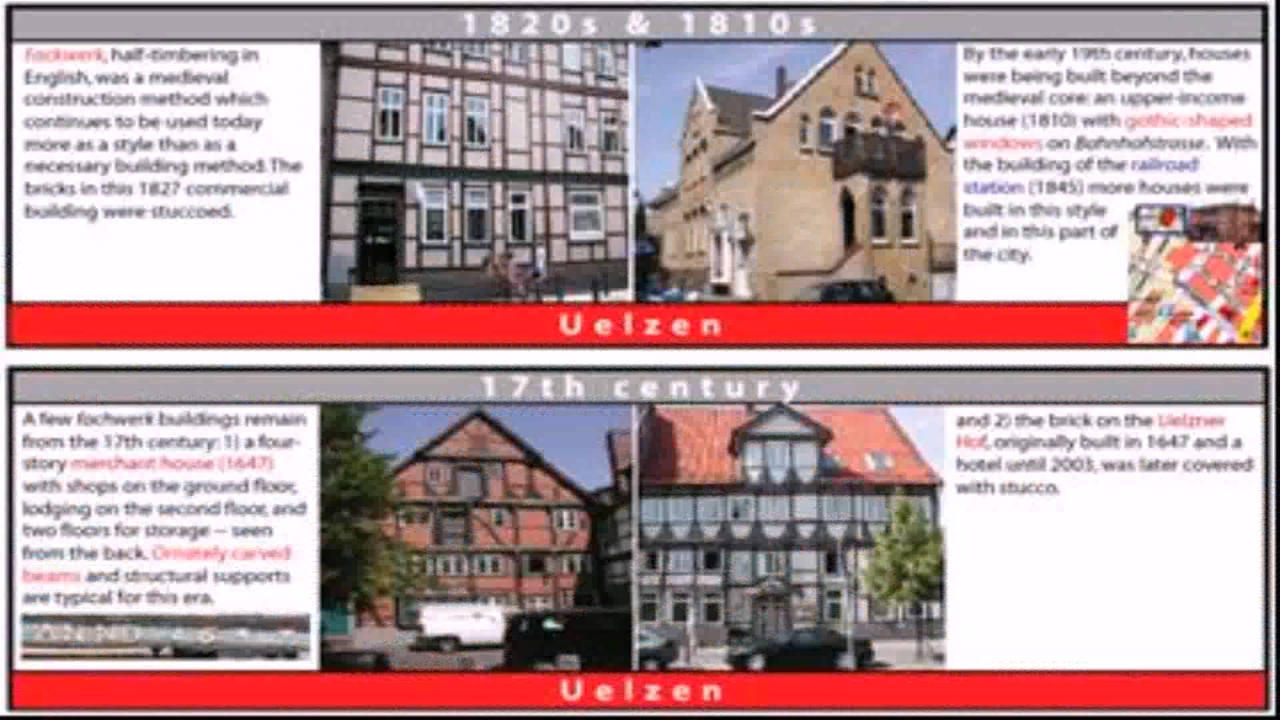 1820s & 1810s
Fochwerk, half-timbering in
English, was a medieval
construction method which
continues to be used today
more as a style than as a
necessary building method. The
bricks in this 1827 commercial
building were stuccoed.
By the early 19th century, houses
were being built beyond the
medieval core: an upper-income
house (1810) with gothic-shaped
windows on Bahnhofstrasse. With
the building of the railroad
station (1845) more houses were
built in this style
and in this part of
the city.
Uelzen
17th century
A few fochwerk buildings remain
from the 17th century: 1) a four-
story merchant house (1647)
with shops on the ground floor,
lodging on the second floor, and
two floors for storage – seen
from the back. Ornately carved
beams and structural supports
are typical for this era.
and 2) the brick on the Uelzner
Hof, originally built in 1647 and a
hotel until 2003, was later covered
with stucco.
Uelzen